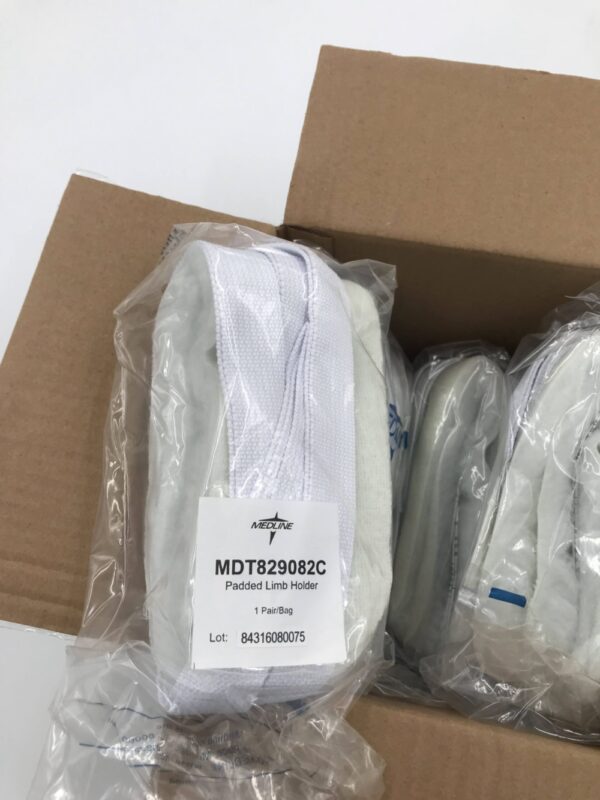 MEDLINE
MDT829082C
Padded Limb Holder
1 Pair/Bag
Lot: 84316080075